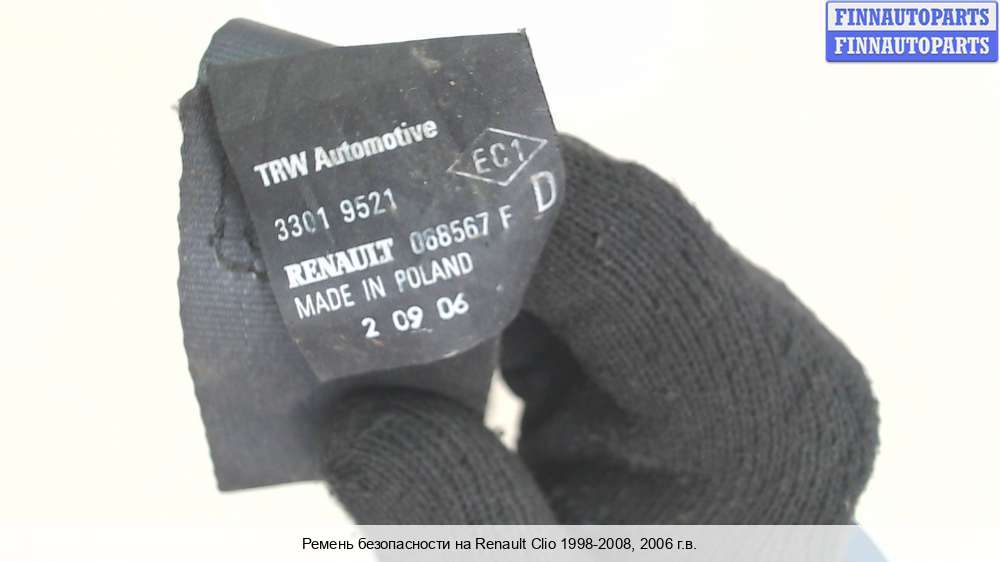 FINNAUTOPARTS
FINNAUTOPARTS
TRW Automotive
EC1
3301 9521
D
RENAULT 068567 F
MADE IN POLAND
2 09 06
Ремень безопасности на Renault Clio 1998-2008, 2006 г.в.